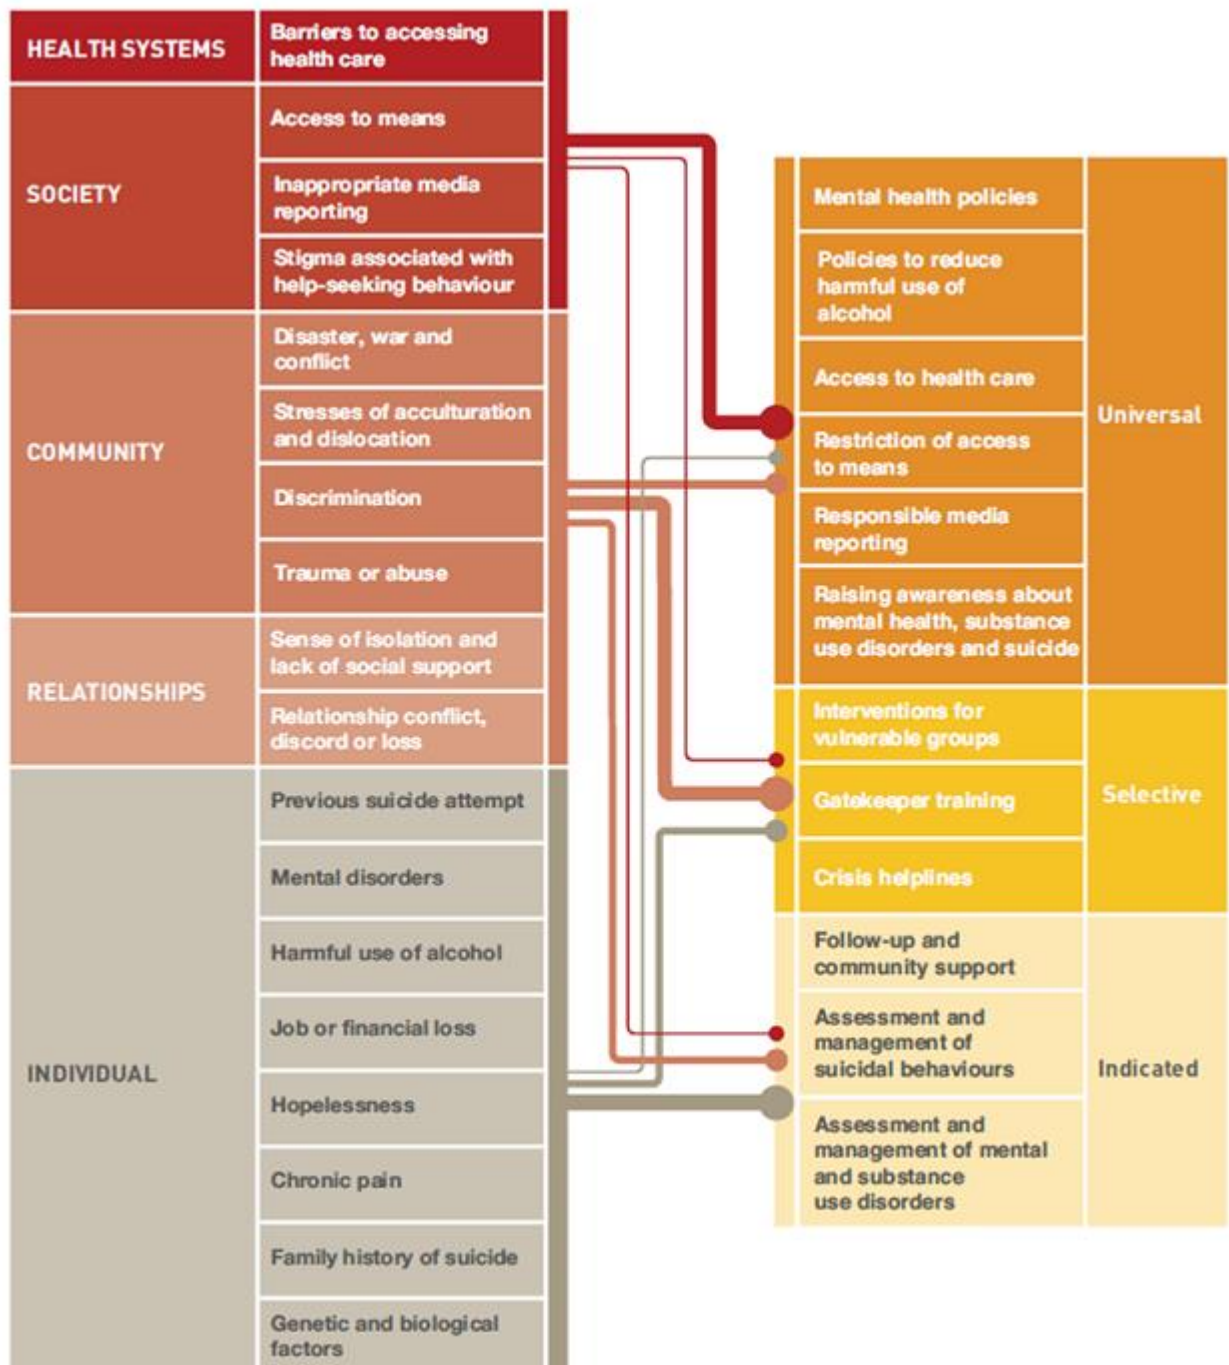 HEALTH SYSTEMS
Barriers to accessing
health care
SOCIETY
Access to means
Inappropriate media
reporting
Stigma associated with
help-seeking behaviour
COMMUNITY
Disaster, war and
conflict
Stresses of acculturation
and dislocation
Discrimination
Trauma or abuse
RELATIONSHIPS
Sense of isolation and
lack of social support
Relationship conflict,
discord or loss
INDIVIDUAL
Previous suicide attempt
Mental disorders
Harmful use of alcohol
Job or financial loss
Hopelessness
Chronic pain
Family history of suicide
Genetic and biological
factors
Mental health policies
Policies to reduce
harmful use of
alcohol
Access to health care
Restriction of access
to means
Responsible media
reporting
Raising awareness about
mental health, substance
use disorders and suicide
Universal
Interventions for
vulnerable groups
Gatekeeper training
Crisis helplines
Selective
Follow-up and
community support
Assessment and
management of
suicidal behaviours
Assessment and
management of mental
and substance
use disorders
Indicated